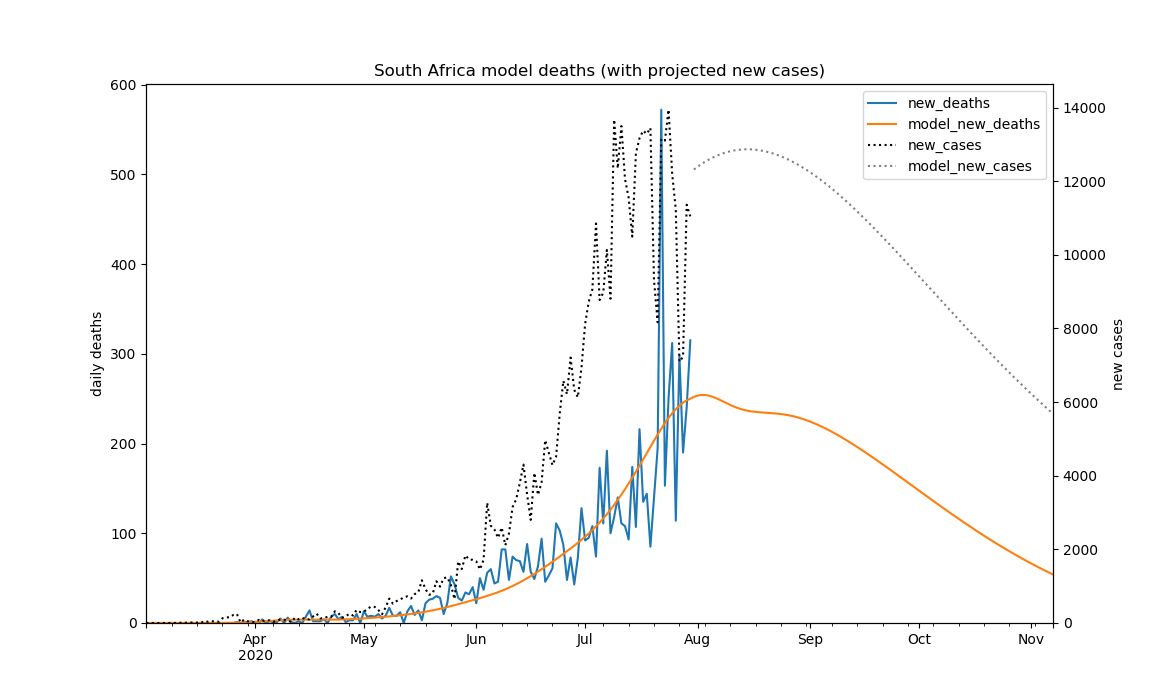 South Africa model deaths (with projected new cases)
new_deaths
model_new_deaths
new_cases
model_new_cases
daily deaths
600
500
400
300
200
100
0
new cases
14000
12000
10000
8000
6000
4000
2000
0
Apr May Jun Jul Aug Sep Oct Nov
2020